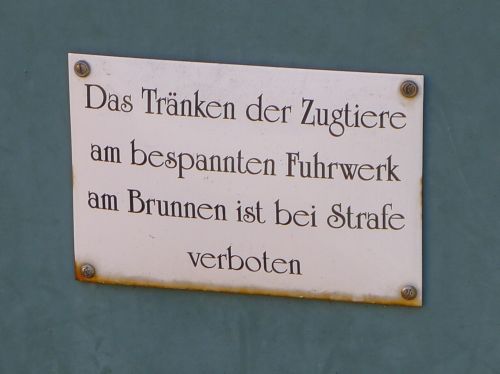 Das Tränken der Zugtiere
am bespannten Fuhrwerk
am Brunnen ist bei Strafe
verboten